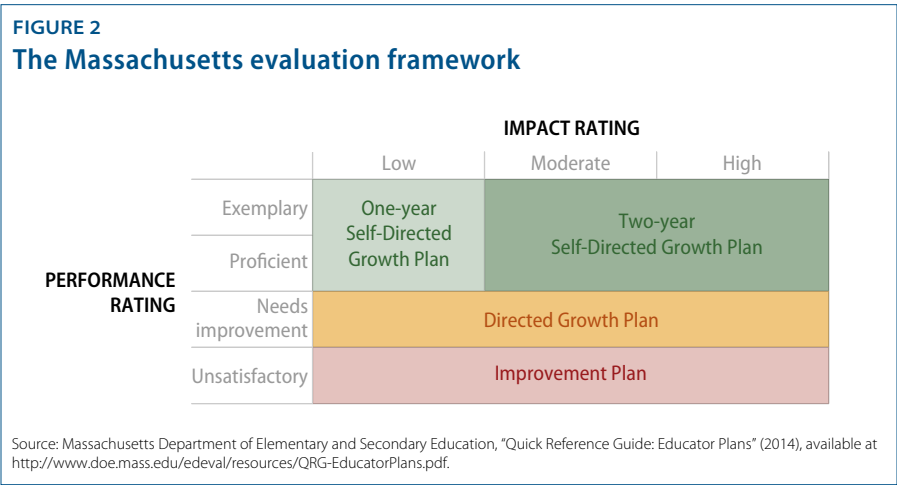 FIGURE 2
The Massachusetts evaluation framework
IMPACT RATING
Low Moderate High
Exemplary
One-year
Self-Directed
Growth Plan
Two-year
Self-Directed Growth Plan
Proficient
PERFORMANCE
RATING
Needs
improvement
Directed Growth Plan
Unsatisfactory
Improvement Plan
Source: Massachusetts Department of Elementary and Secondary Education, “Quick Reference Guide: Educator Plans” (2014), available at
http://www.doe.mass.edu/edeval/resources/QRG-EducatorPlans.pdf.